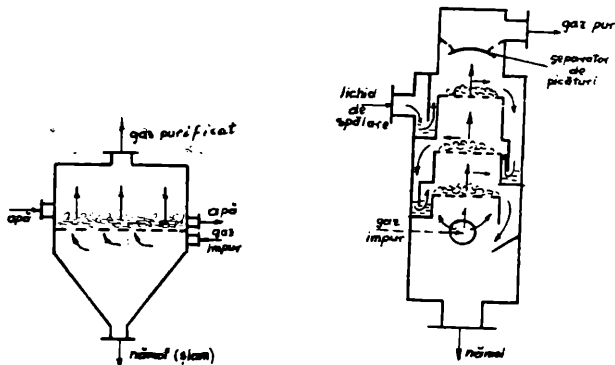 gaz purificat
apă
apă
gaz
impur
nămol (șlam)
gaz pur
separator
de
picături
lichid
de
spălare
gaz
impur
nămol